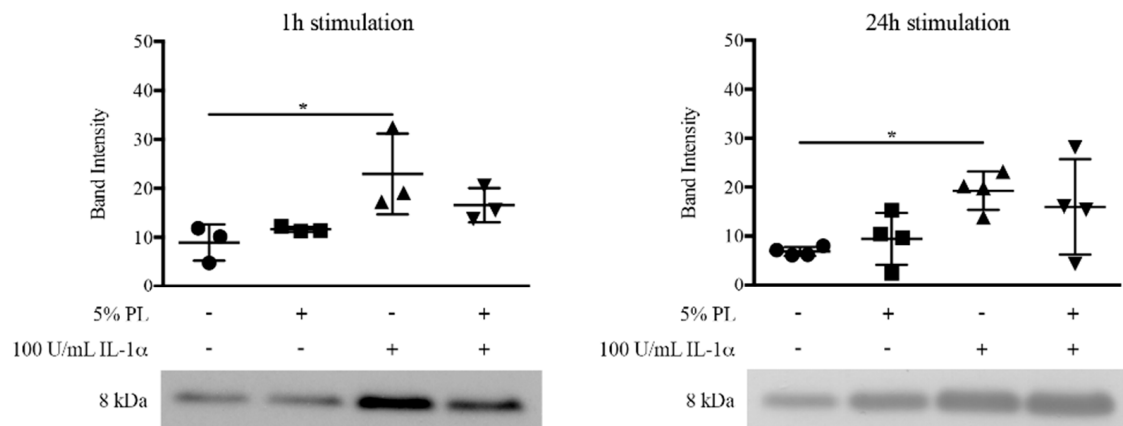 1h stimulation
50
40
30
20
10
0
Band Intensity
*
5% PL - + - +
100 U/mL IL-1α - - + +
8 kDa
24h stimulation
50
40
30
20
10
0
Band Intensity
*
5% PL - + - +
100 U/mL IL-1α - - + +
8 kDa